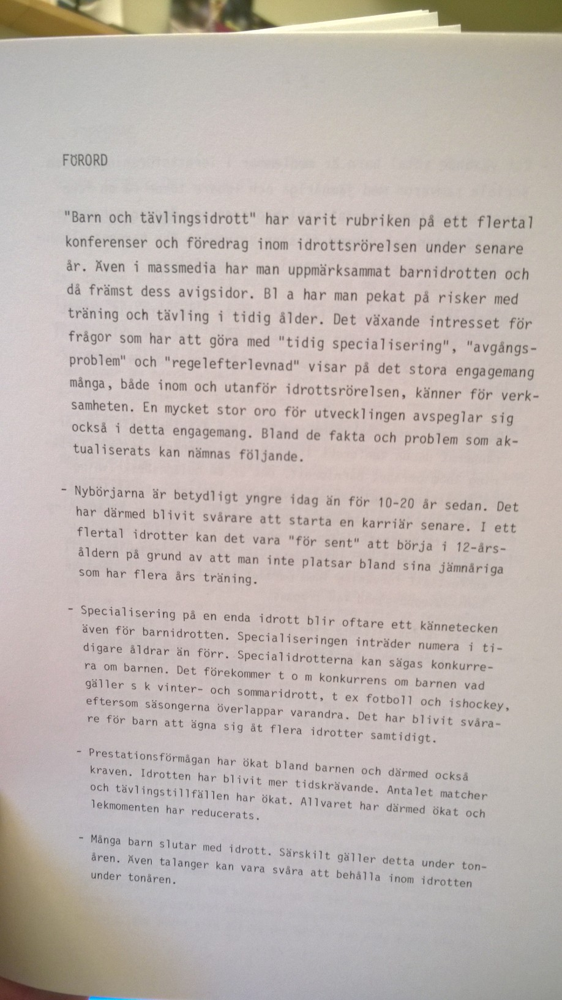 FÖRORD
"Barn och tävlingsidrott" har varit rubriken på ett flertal
konferenser och föredrag inom idrottsrörelsen under senare
år. Även i massmedia har man uppmärksammat barnidrotten och
då främst dess avigsidor. Bl a har man pekat på risker med
träning och tävling i tidig ålder. Det växande intresset för
frågor som har att göra med "tidig specialisering", "avgångs-
problem" och "regelefterlevnad" visar på det stora engagemang
många, både inom och utanför idrottsrörelsen, känner för verk-
samheten. En mycket stor oro för utvecklingen avspeglar sig
också i detta engagemang. Bland de fakta och problem som ak-
tualiserats kan nämnas följande.
- Nybörjarna är betydligt yngre idag än för 10-20 år sedan. Det
har därmed blivit svårare att starta en karriär senare. I ett
flertal idrotter kan det vara "för sent" att börja i 12-års-
åldern på grund av att man inte platsar bland sina jämnåriga
som har flera års träning.
- Specialisering på en enda idrott blir oftare ett kännetecken
även för barnidrotten. Specialiseringen inträder numera i ti-
digare åldrar än förr. Specialidrotterna kan sägas konkurre-
ra om barnen. Det förekommer t o m konkurrens om barnen vad
gäller s k vinter- och sommaridrott, t ex fotboll och ishockey,
eftersom säsongerna överlappar varandra. Det har blivit svåra-
re för barn att ägna sig åt flera idrotter samtidigt.
- Prestationsförmågan har ökat bland barnen och därmed också
kraven. Idrotten har blivit mer tidskrävande. Antalet matcher
och tävlingstillfällen har ökat. Allvaret har därmed ökat och
lekmomenten har reducerats.
- Många barn slutar med idrott. Särskilt gäller detta under ton-
åren. Även talanger kan vara svåra att behålla inom idrotten
under tonåren.